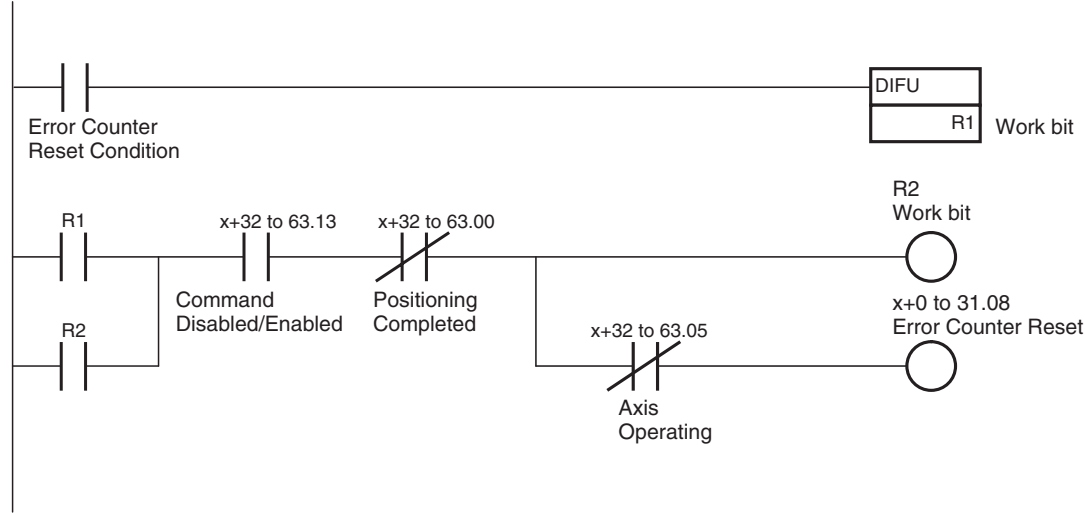 DIFU
R1
Work bit
Error Counter
Reset Condition
R2
Work bit
R1
x+32 to 63.13
x+32 to 63.00
Command
Disabled/Enabled
Positioning
Completed
x+0 to 31.08
Error Counter Reset
R2
x+32 to 63.05
Axis
Operating